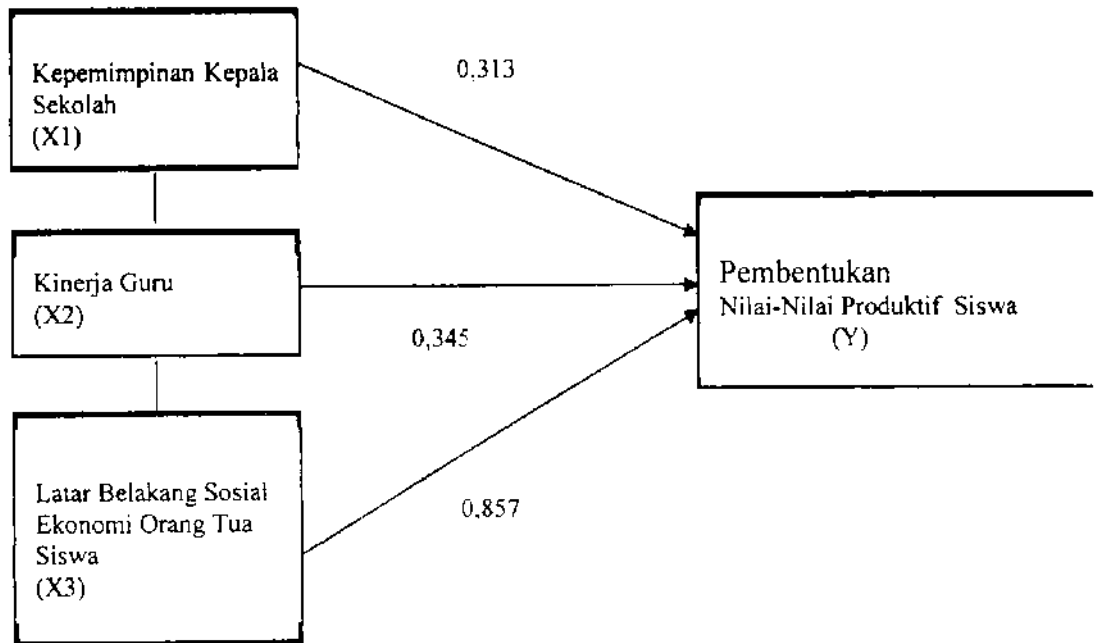 Kepemimpinan Kepala
Sekolah
(X1)
0,313
Kinerja Guru
(X2)
0,345
Pembentukan
Nilai-Nilai Produktif Siswa
(Y)
Latar Belakang Sosial
Ekonomi Orang Tua
Siswa
(X3)
0,857